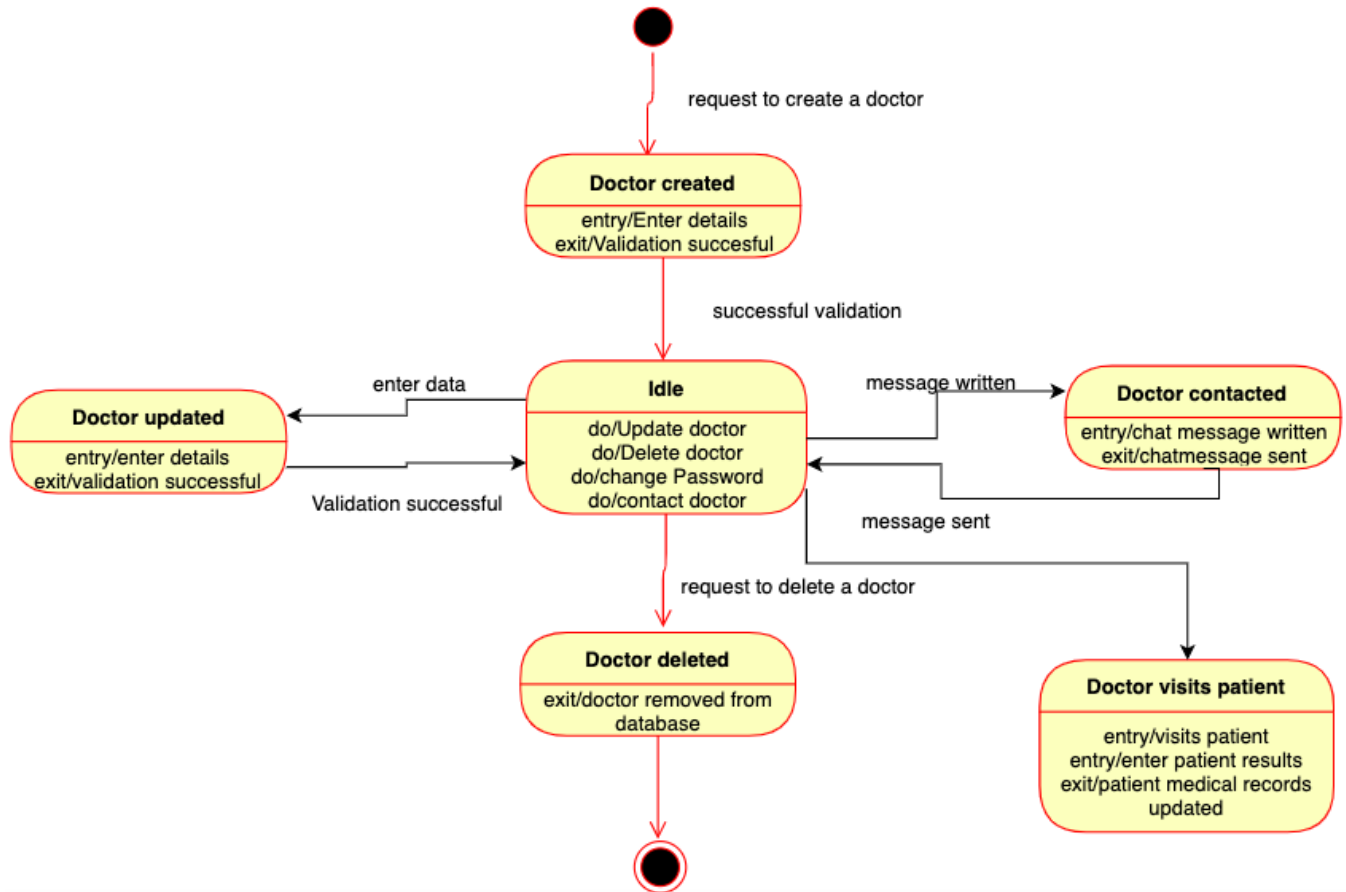 request to create a doctor
Doctor created
entry/Enter details
exit/Validation succesful
successful validation
enter data
Idle
message written
Doctor updated
do/Update doctor
do/Delete doctor
do/change Password
do/contact doctor
Doctor contacted
entry/enter details
exit/validation successful
entry/chat message written
exit/chatmessage sent
Validation successful
message sent
request to delete a doctor
Doctor deleted
exit/doctor removed from
database
Doctor visits patient
entry/visits patient
entry/enter patient results
exit/patient medical records
updated